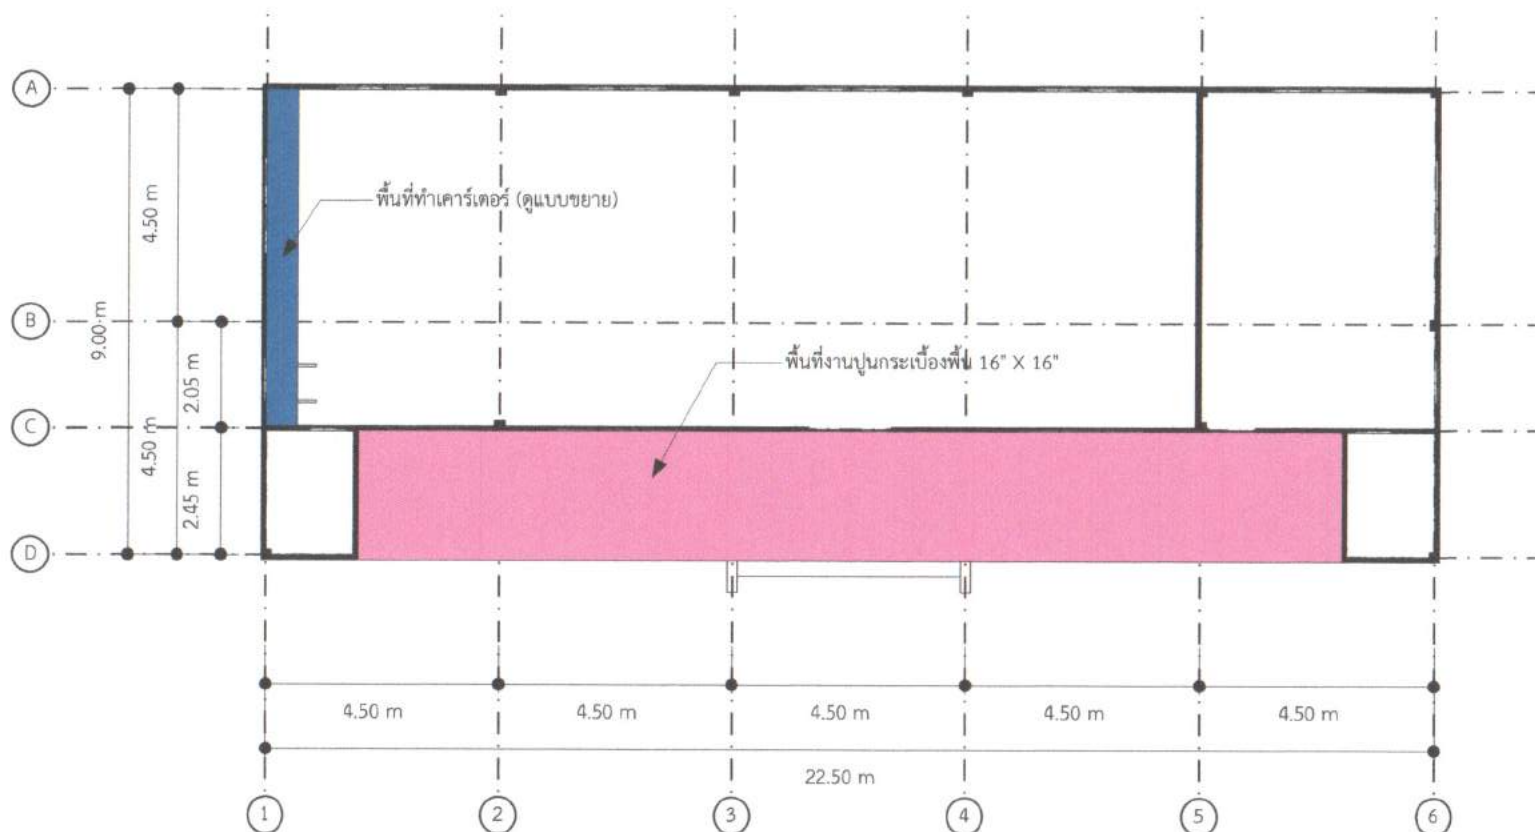 A
4.50 m
พื้นที่ทำเคาร์เตอร์ (ดูแบบขยาย)
B
9.00 m
2.05 m
พื้นที่งานปูนกระเบื้องพื้น 16" X 16"
C
4.50 m
2.45 m
D
4.50 m
4.50 m
4.50 m
4.50 m
4.50 m
22.50 m
1
2
3
4
5
6